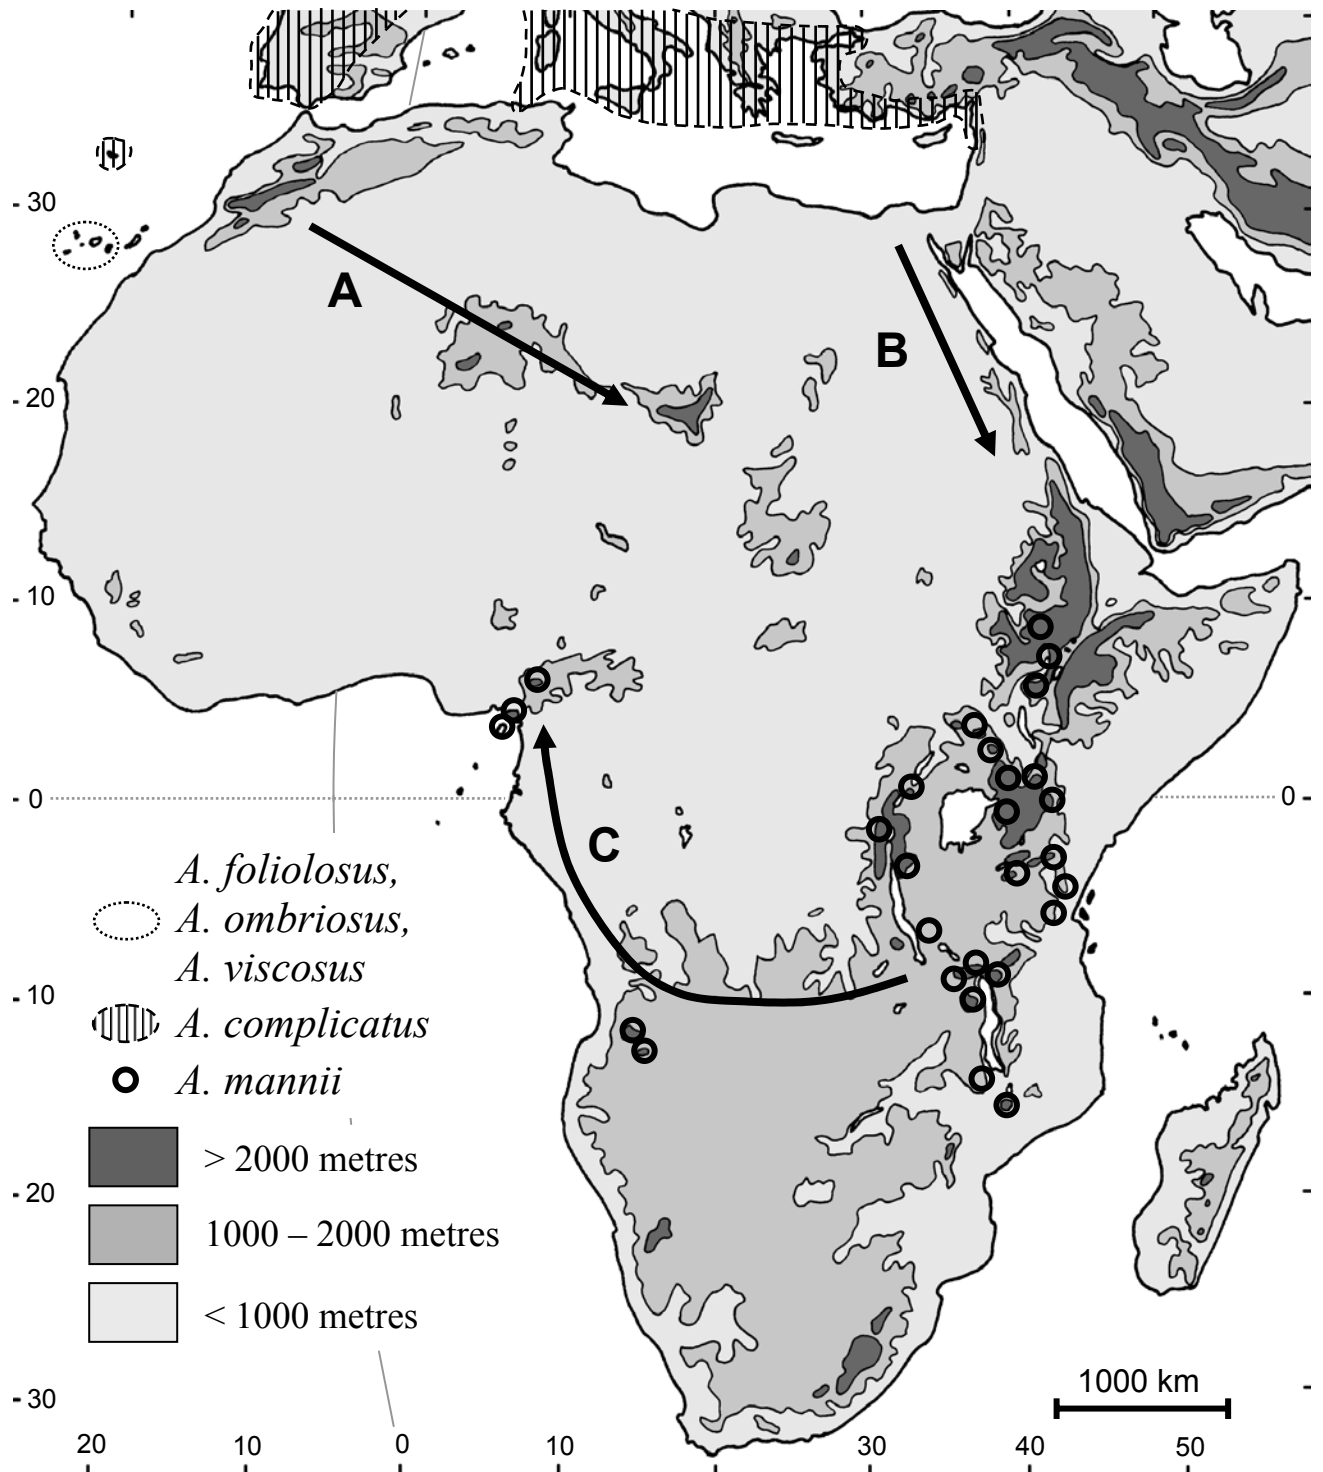 - 30
A
B
- 20
- 10
- 0
0 -
C
A. foliolosus,
A. ombriosus,
A. viscosus
- 10
A. complicatus
A. mannii
> 2000 metres
- 20
1000 – 2000 metres
< 1000 metres
1000 km
- 30
20 10 0 10 30 40 50